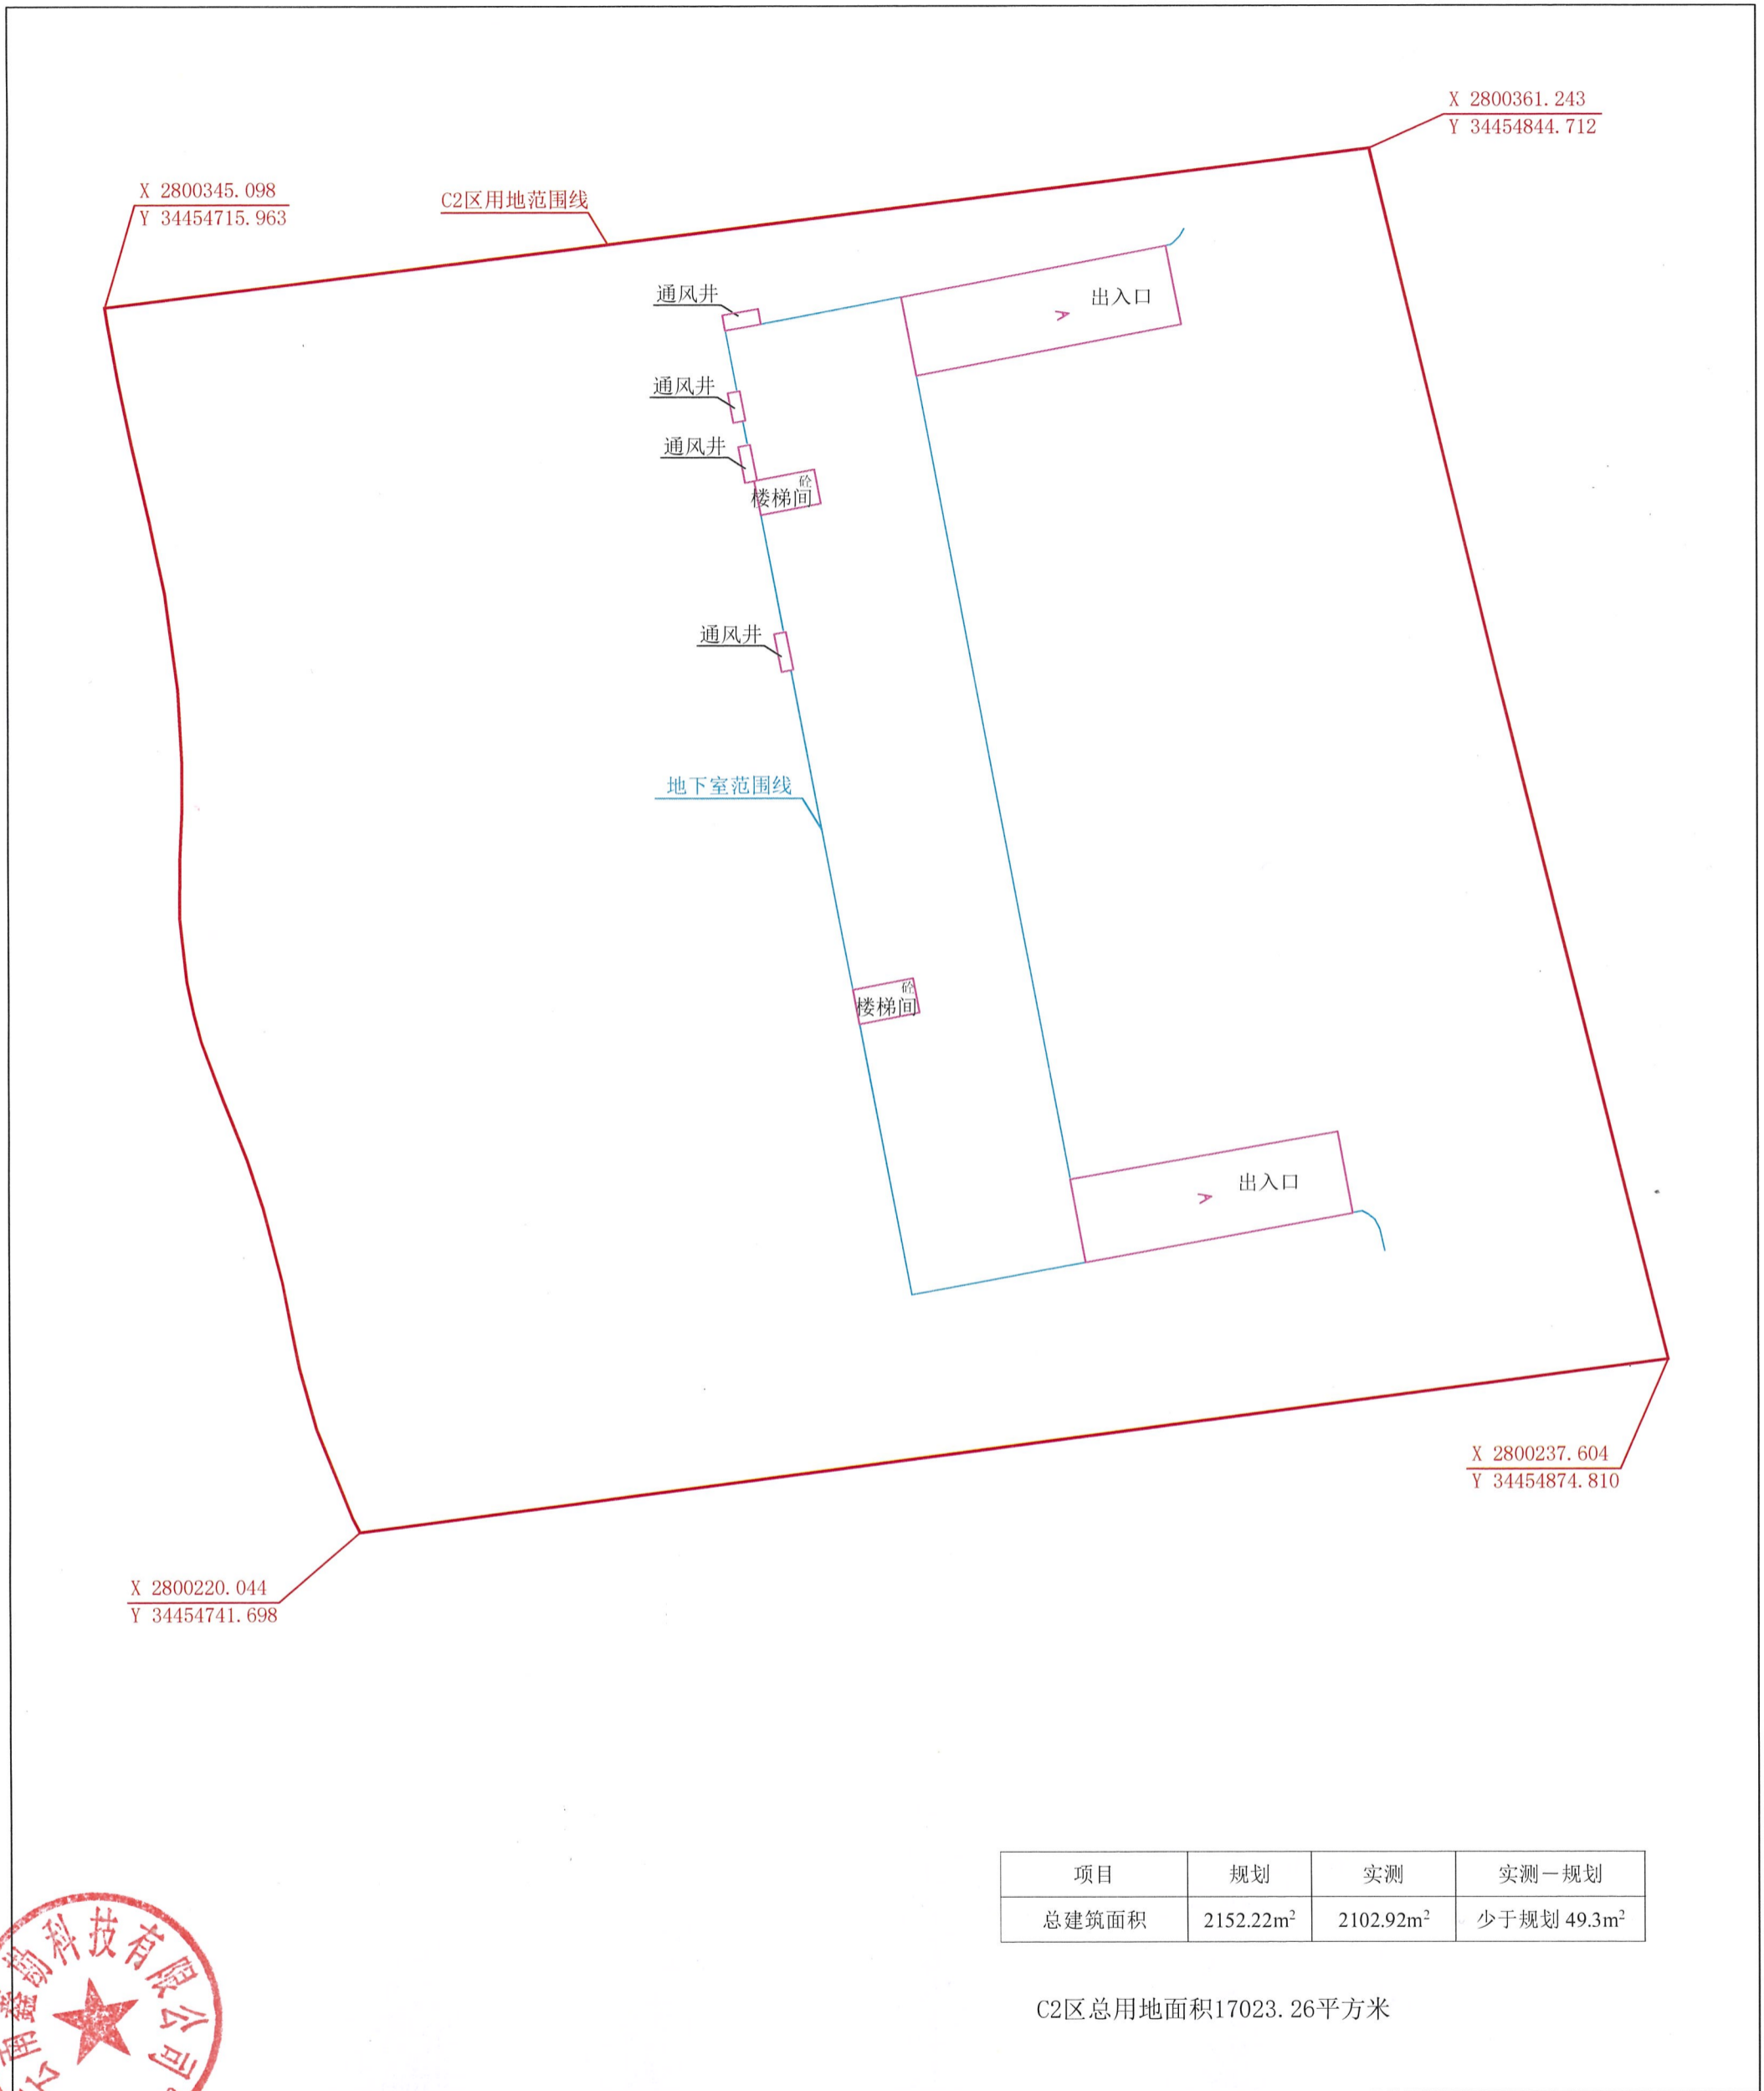 X 2800361.243
Y 34454844.712
X 2800345.098
Y 34454715.963
C2区用地范围线
通风井
出入口
A
通风井
通风井
砼
楼梯间
通风井
地下室范围线
砼
楼梯间
出入口
A
X 2800237.604
Y 34454874.810
X 2800220.044
Y 34454741.698
项目 规划 实测 实测－规划
总建筑面积 2152.22m² 2102.92m² 少于规划 49.3m²
C2区总用地面积17023.26平方米
南鑫勘科技有限公司